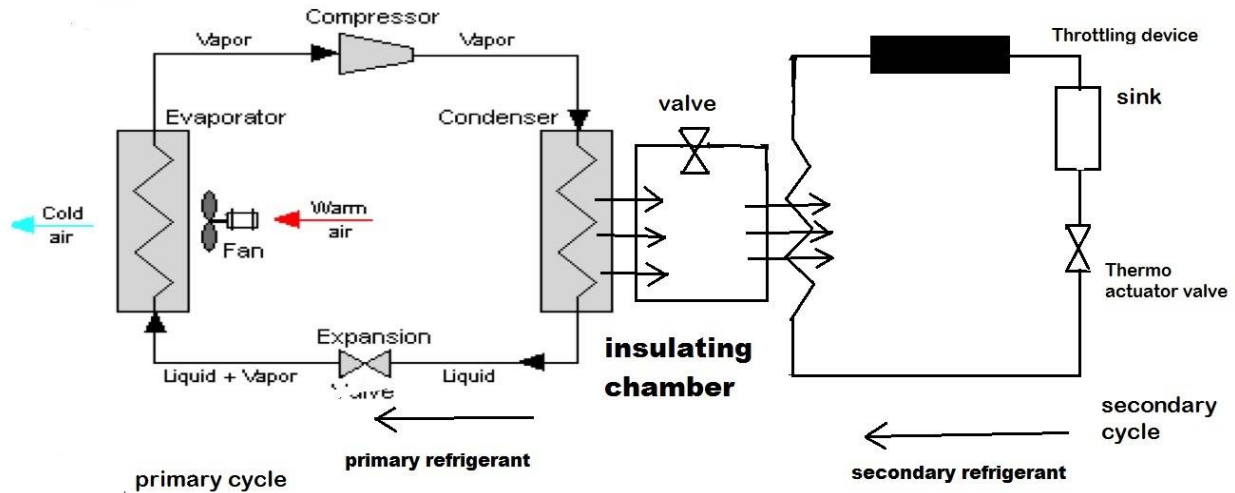 Compressor
Vapor
Vapor
Throttling device
Evaporator
Condenser
valve
sink
Cold
air
Fan
Warm
air
Thermo
actuator valve
Expansion
Valve
Liquid + Vapor
Liquid
insulating
chamber
primary refrigerant
primary cycle
secondary
cycle
secondary refrigerant